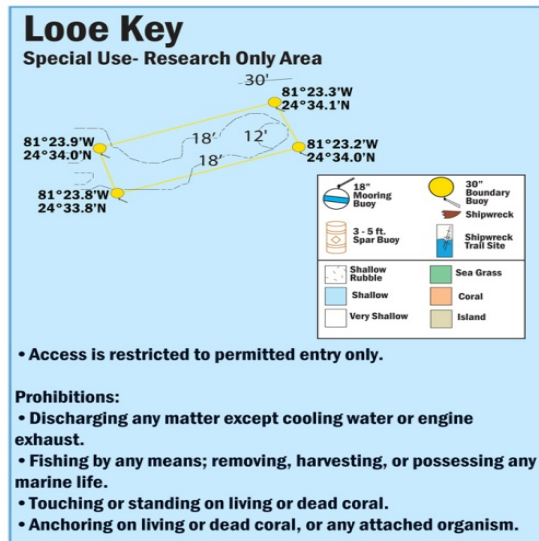 Looe Key
Special Use- Research Only Area
30'
81°23.3'W
24°34.1'N
81°23.9'W
24°34.0'N
18'
12'
81°23.2'W
24°34.0'N
18'
81°23.8'W
24°33.8'N
18"
Mooring
Buoy
30"
Boundary
Buoy
Shipwreck
3 - 5 ft.
Spar Buoy
Shipwreck
Trail Site
Shallow
Rubble
Sea Grass
Shallow
Coral
Very Shallow
Island
• Access is restricted to permitted entry only.
Prohibitions:
• Discharging any matter except cooling water or engine
exhaust.
• Fishing by any means; removing, harvesting, or possessing any
marine life.
• Touching or standing on living or dead coral.
• Anchoring on living or dead coral, or any attached organism.